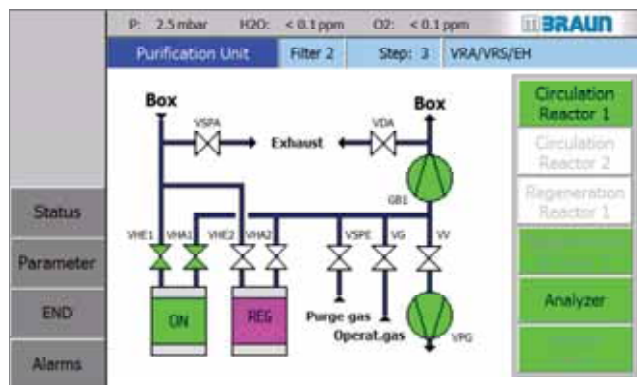 P: 2.5 mbar H2O: < 0.1 ppm O2: < 0.1 ppm BRAUN
Purification Unit Filter 2 Step: 3 VRA/VRS/EH
Box Box
VSPA VDA
Exhaust
GB1
VHE1 VHA1 VHE2 VHA2 VSPE VG VV
ON REG
Purge gas
Operat.gas
VPG
Status
Parameter
END
Alarms
Circulation
Reactor 1
Circulation
Reactor 2
Regeneration
Reactor 1
Analyzer